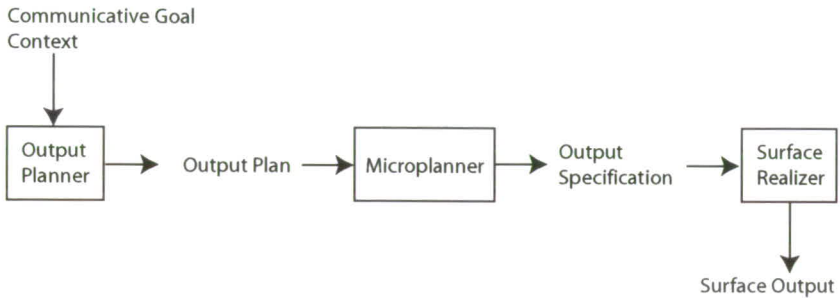 Communicative Goal
Context
Output
Planner
Output Plan
Microplanner
Output
Specification
Surface
Realizer
Surface Output